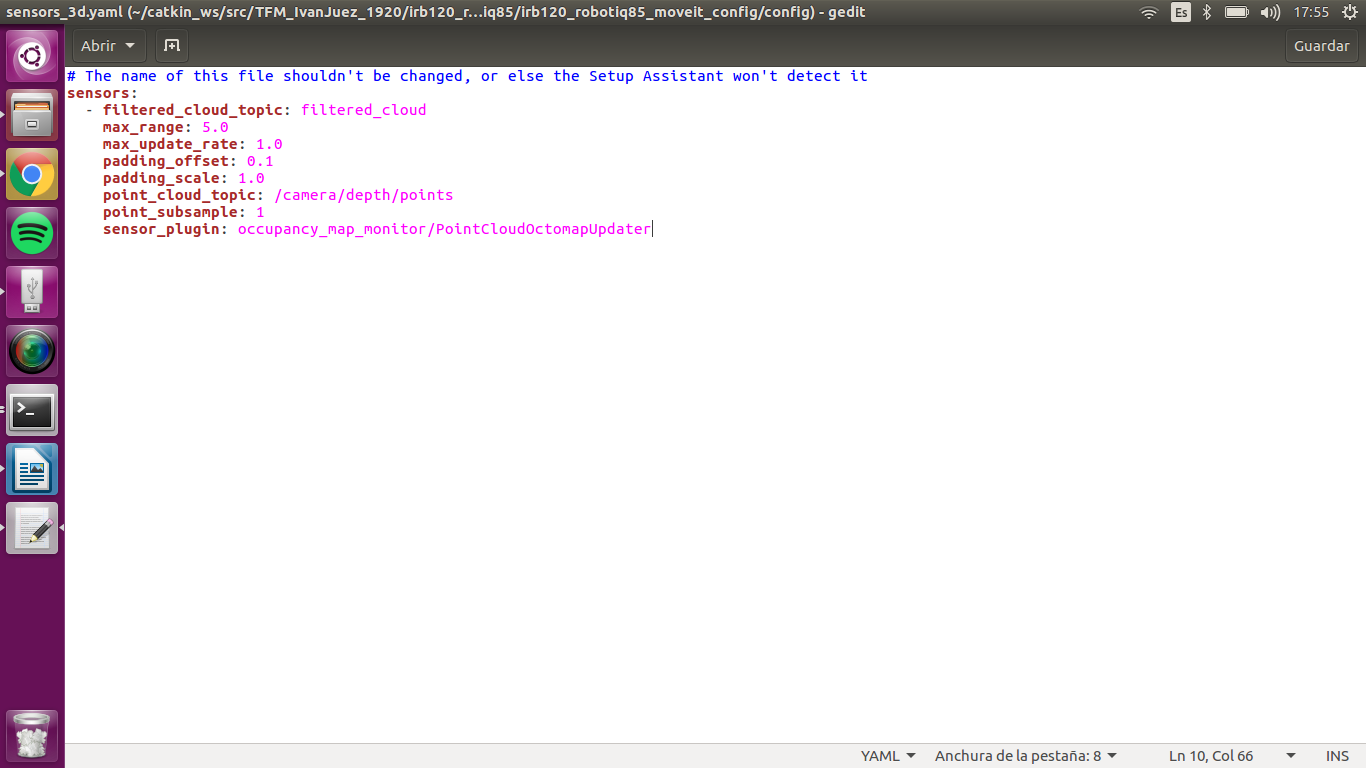 sensors_3d.yaml (~/catkin_ws/src/TFM_IvanJuez_1920/irb120_r...iq85/irb120_robotiq85_moveit_config/config) - gedit
Es
17:55
Abrir
Guardar
# The name of this file shouldn't be changed, or else the Setup Assistant won't detect it
sensors:
  - filtered_cloud_topic: filtered_cloud
    max_range: 5.0
    max_update_rate: 1.0
    padding_offset: 0.1
    padding_scale: 1.0
    point_cloud_topic: /camera/depth/points
    point_subsample: 1
    sensor_plugin: occupancy_map_monitor/PointCloudOctomapUpdater
YAML
Anchura de la pestaña: 8
Ln 10, Col 66
INS